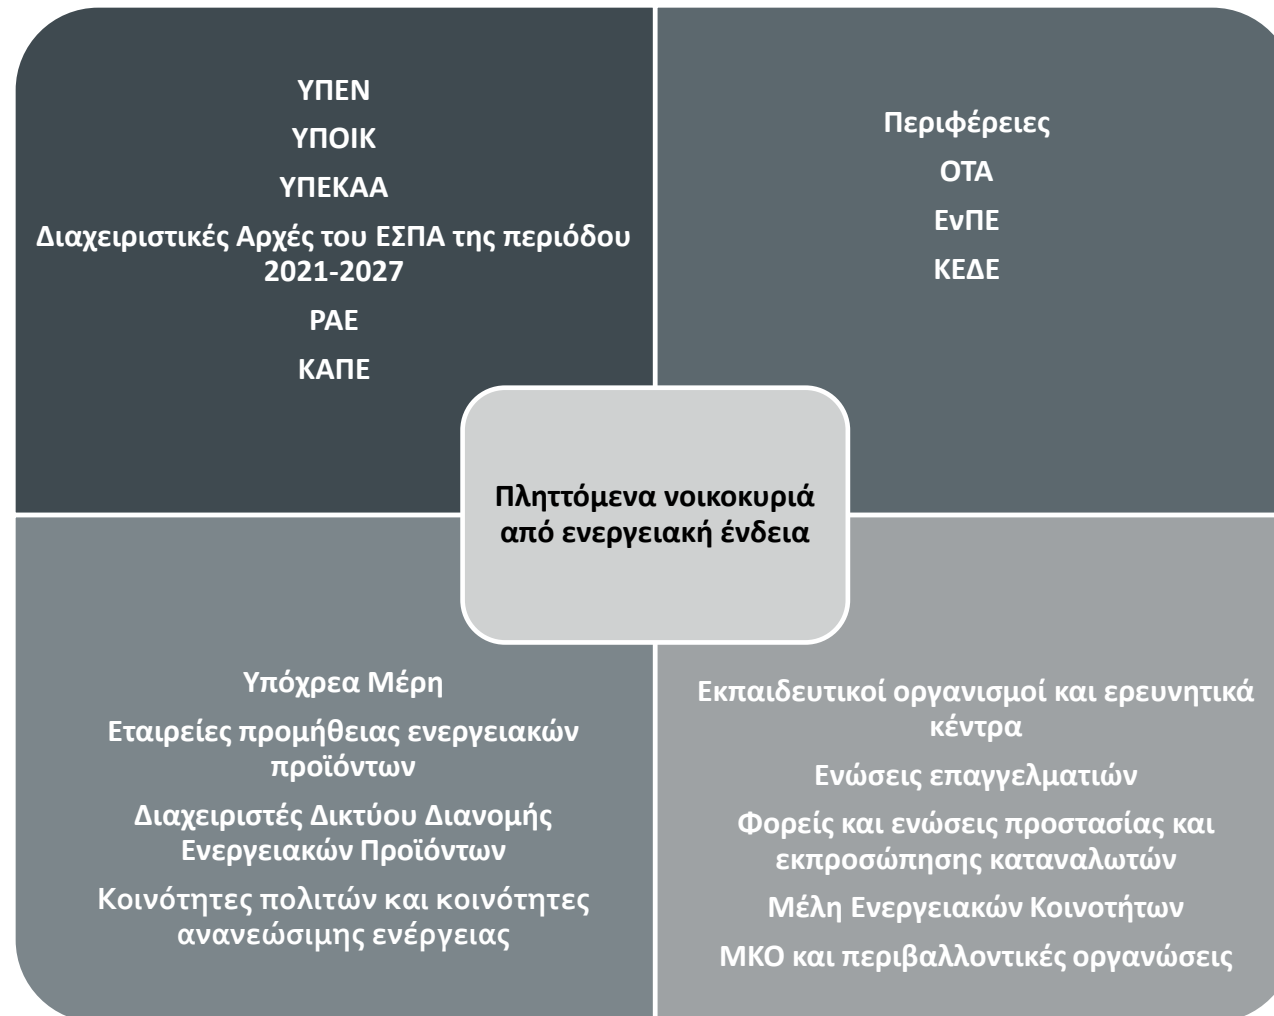 ΥΠΕΝ
ΥΠΟΙΚ
ΥΠΕΚΑΑ
Διαχειριστικές Αρχές του ΕΣΠΑ της περιόδου
2021-2027
ΡΑΕ
ΚΑΠΕ
Περιφέρειες
ΟΤΑ
ΕνΠΕ
ΚΕΔΕ
Πληττόμενα νοικοκυριά
από ενεργειακή ένδεια
Υπόχρεα Μέρη
Εταιρείες προμήθειας ενεργειακών
προϊόντων
Διαχειριστές Δικτύου Διανομής
Ενεργειακών Προϊόντων
Κοινότητες πολιτών και κοινότητες
ανανεώσιμης ενέργειας
Εκπαιδευτικοί οργανισμοί και ερευνητικά
κέντρα
Ενώσεις επαγγελματιών
Φορείς και ενώσεις προστασίας και
εκπροσώπησης καταναλωτών
Μέλη Ενεργειακών Κοινοτήτων
ΜΚΟ και περιβαλλοντικές οργανώσεις